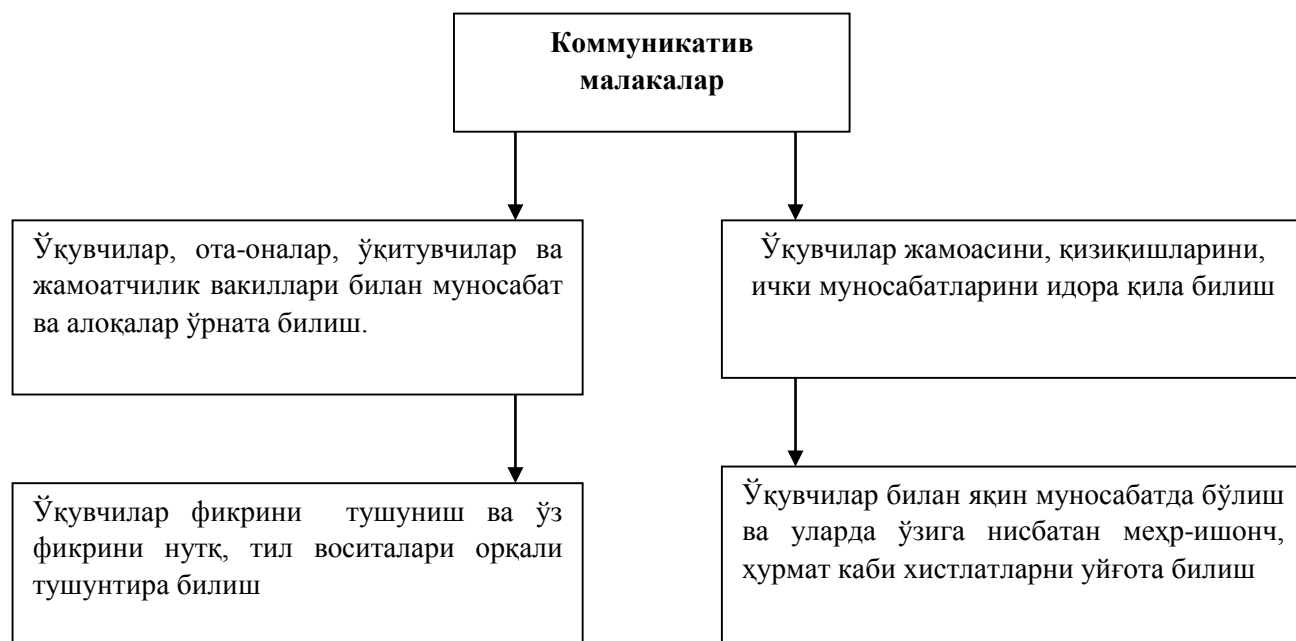 Коммуникатив
малакалар
Ўқувчилар, ота-оналар, ўқитувчилар ва
жамоатчилик вакиллари билан муносабат
ва алоқалар ўрната билиш.
Ўқувчилар жамоасини, қизиқишларини,
ички муносабатларини идора қила билиш
Ўқувчилар фикрини тушуниш ва ўз
фикрини нутқ, тил воситалари орқали
тушунтира билиш
Ўқувчилар билан яқин муносабатда бўлиш
ва уларда ўзига нисбатан меҳр-ишонч,
ҳурмат каби хистлатларни уйғота билиш